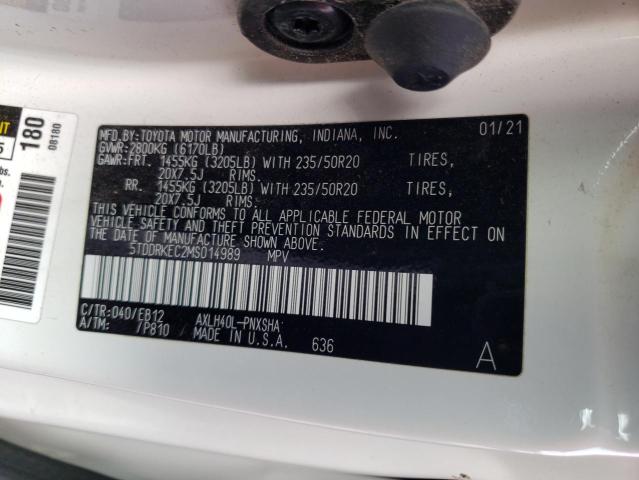 MFD. BY: TOYOTA MOTOR MANUFACTURING, INDIANA, INC. 01/21
GVWR: 2800KG (6170LB)
GAWR: FRT. 1455KG (3205LB) WITH 235/50R20 TIRES,
20X7.5J RIMS.
RR. 1455KG (3205LB) WITH 235/50R20 TIRES,
20X7.5J RIMS.
THIS VEHICLE CONFORMS TO ALL APPLICABLE FEDERAL MOTOR
VEHICLE SAFETY AND THEFT PREVENTION STANDARDS IN EFFECT
ON THE DATE OF MANUFACTURE SHOWN ABOVE.
5TDDRKEC2MS014989 MPV
C/TR: 040/EB12 AXLH40L-PNXSHA
A/TM: /P810 MADE IN U.S.A. 636
A
180
08180